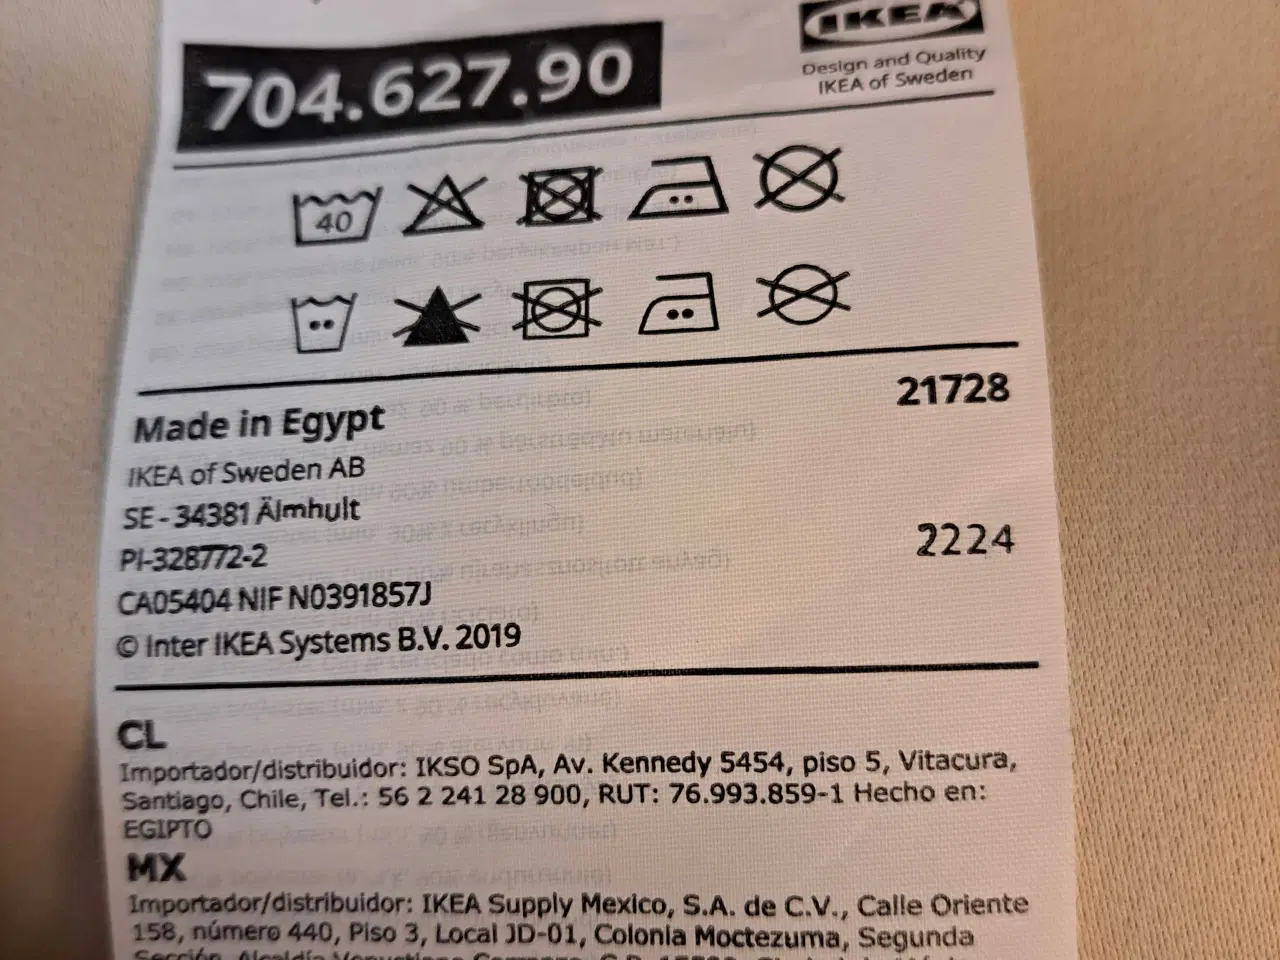 704.627.90
IKEA
Design and Quality
IKEA of Sweden
40
Made in Egypt
21728
IKEA of Sweden AB
SE - 34381 Älmhult
PI-328772-2
2224
CA05404 NIF N0391857J
© Inter IKEA Systems B.V. 2019
CL
Importador/distribuidor: IKSO SpA, Av. Kennedy 5454, piso 5, Vitacura,
Santiago, Chile, Tel.: 56 2 241 28 900, RUT: 76.993.859-1 Hecho en:
EGIPTO
MX
Importador/distribuidor: IKEA Supply Mexico, S.A. de C.V., Calle Oriente
158, número 440, Piso 3, Local JD-01, Colonia Moctezuma, Segunda
Sección, Alcaldía